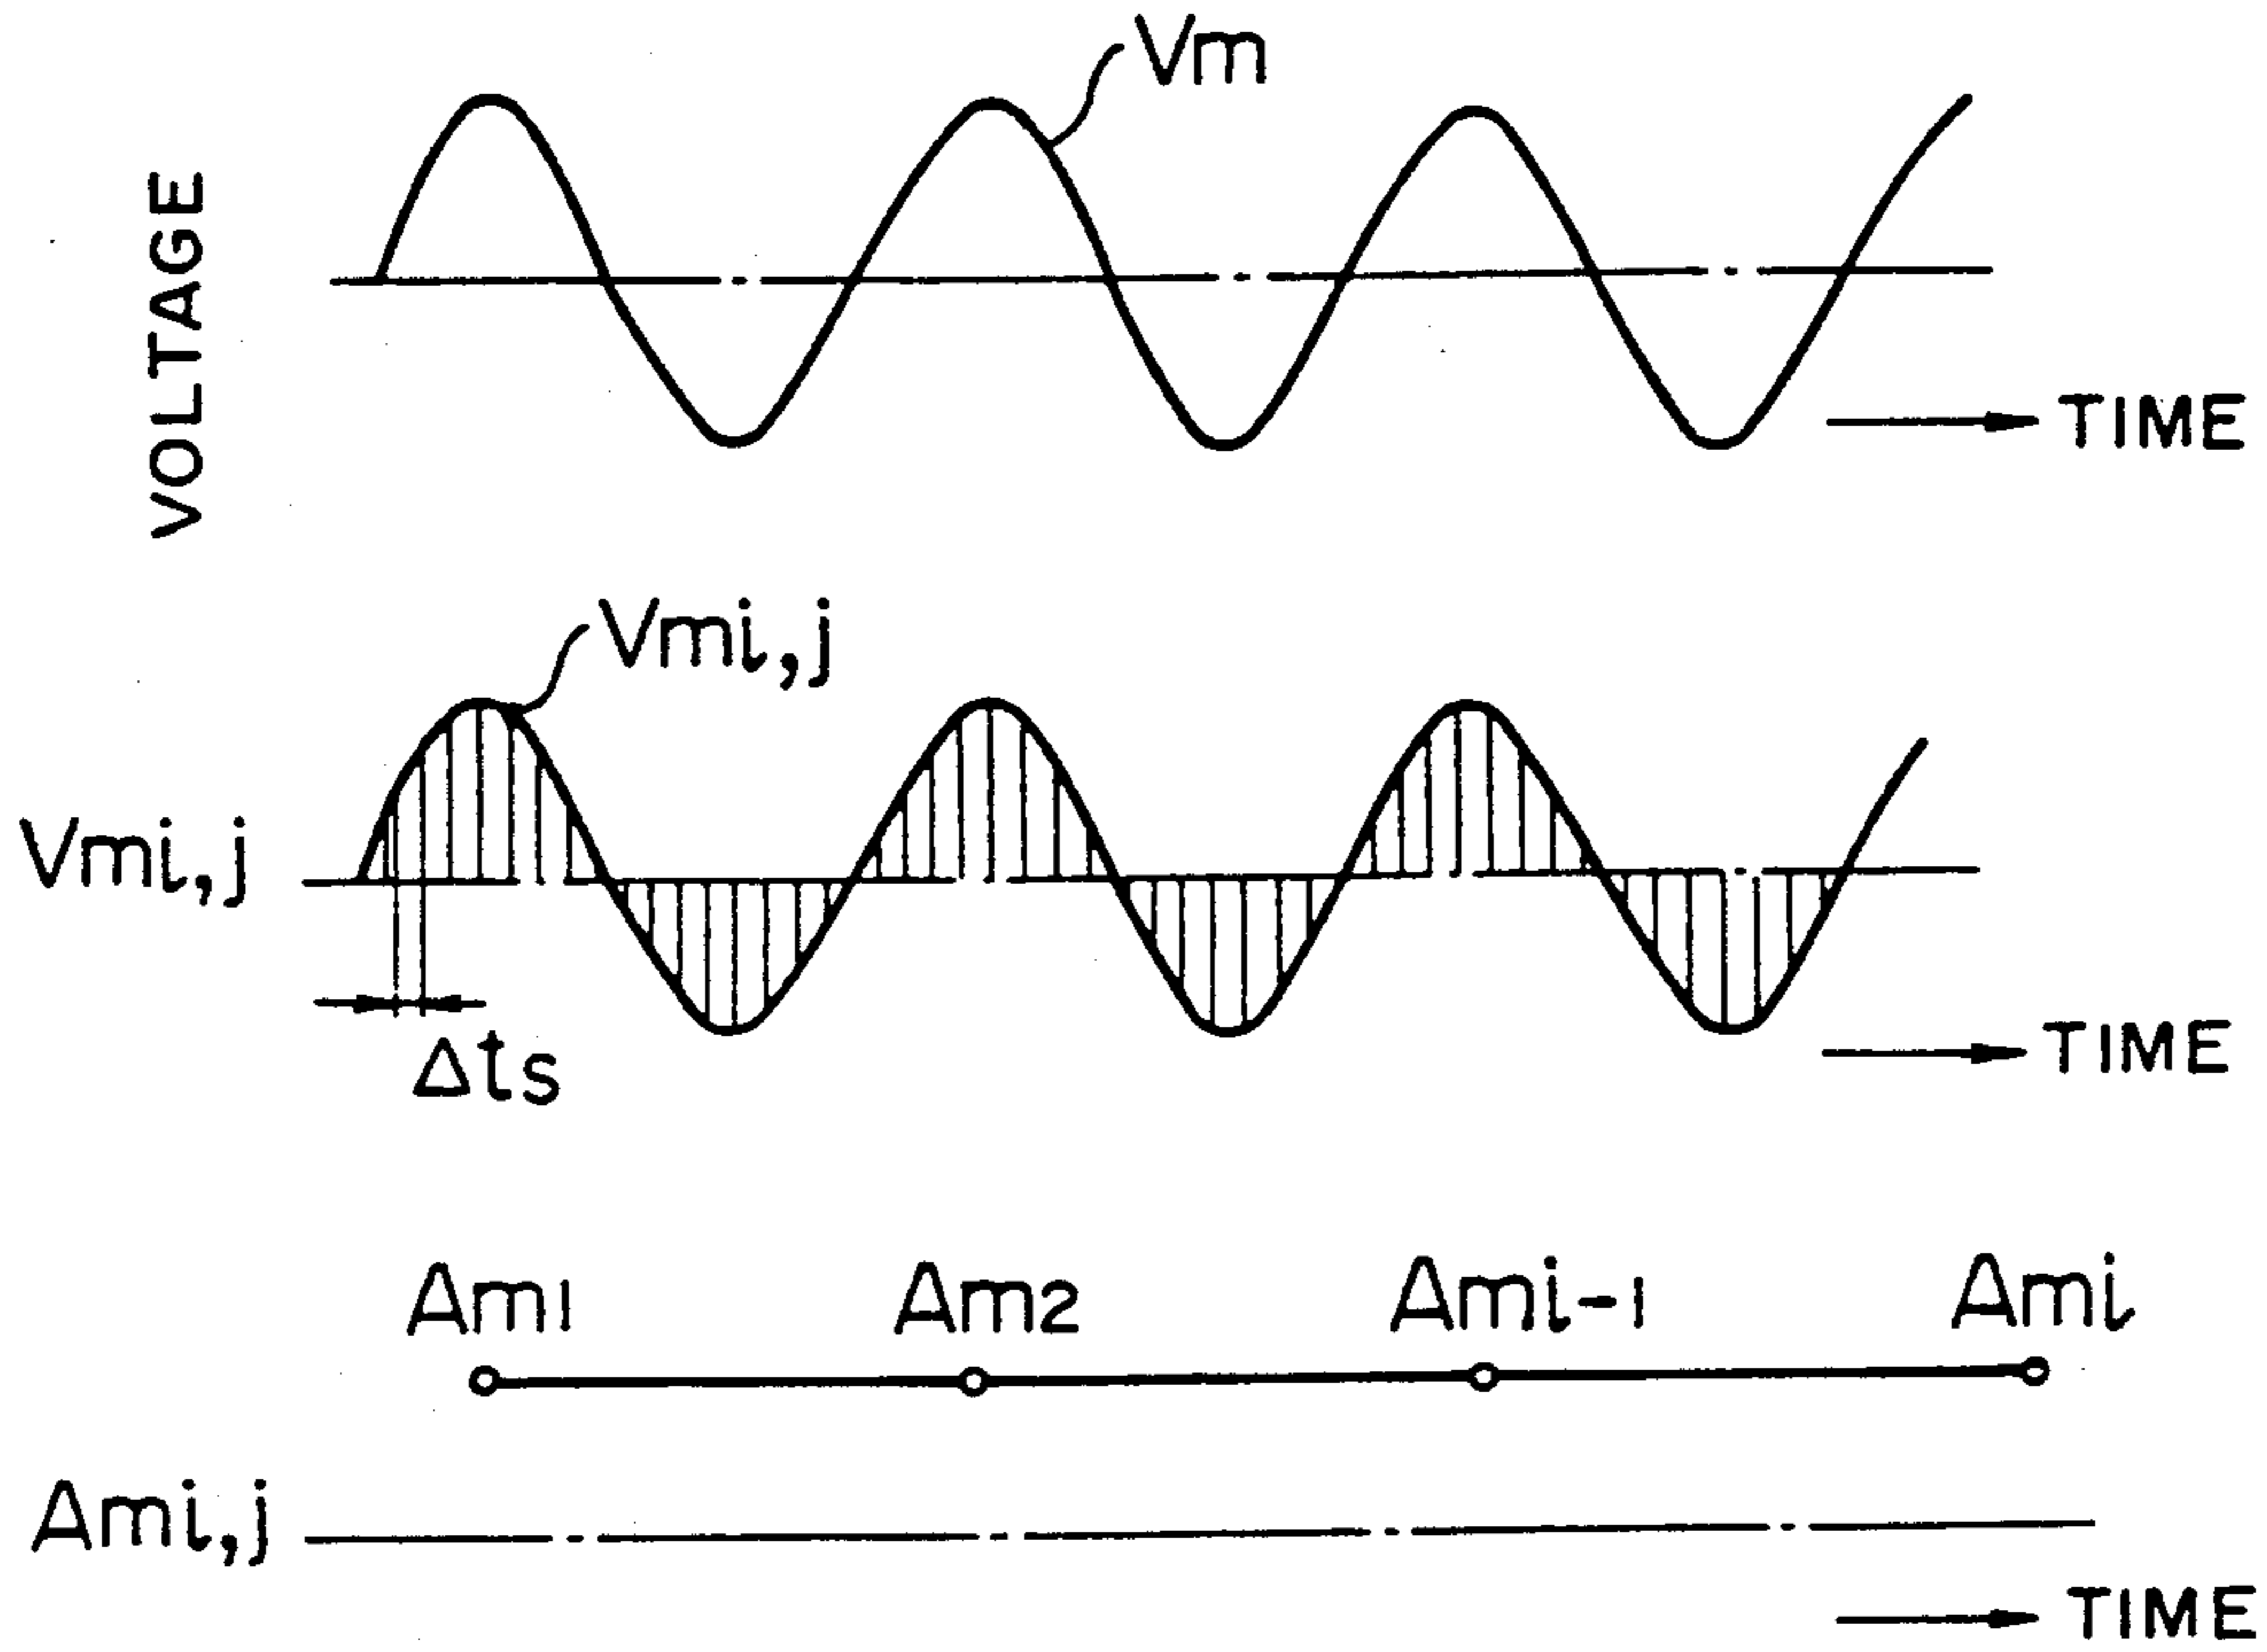 Vm
VOLTAGE
TIME
Vmi,j
Vmi,j
Δts
TIME
Am1 Am2 Ami-1 Ami
Ami,j
TIME